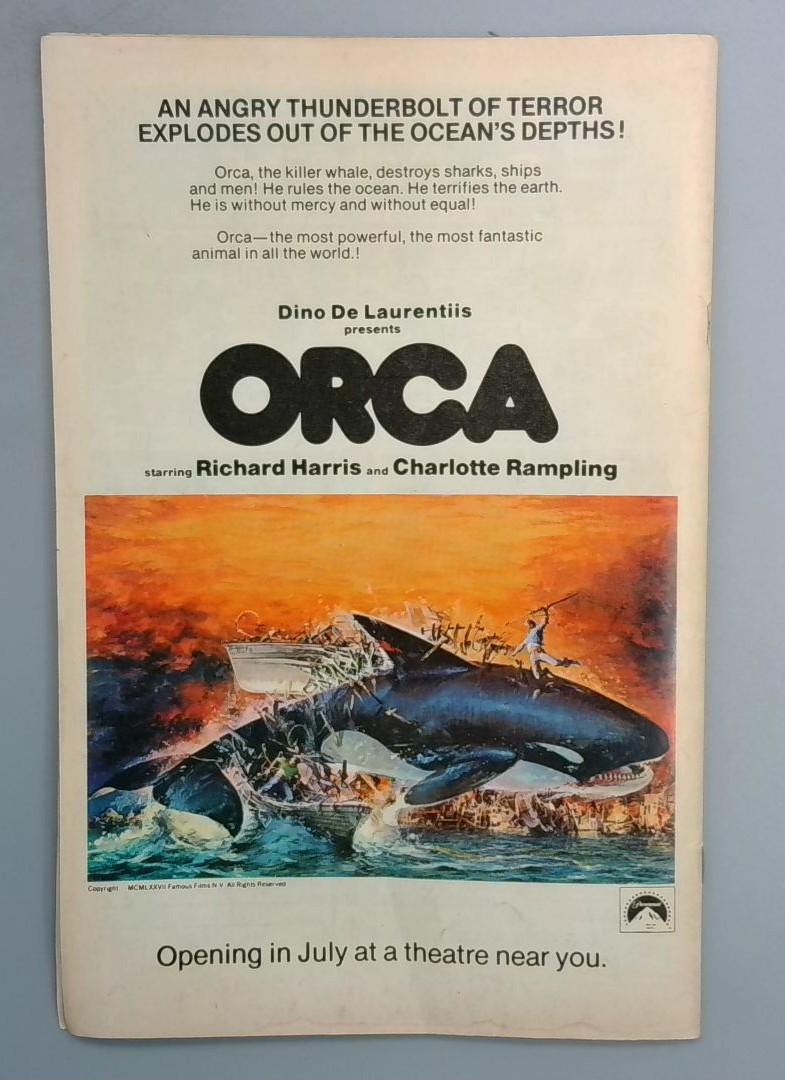 AN ANGRY THUNDERBOLT OF TERROR
EXPLODES OUT OF THE OCEAN'S DEPTHS!
Orca, the killer whale, destroys sharks, ships
and men! He rules the ocean. He terrifies the earth.
He is without mercy and without equal!
Orca—the most powerful, the most fantastic
animal in all the world.!
Dino De Laurentiis
presents
ORCA
starring Richard Harris and Charlotte Rampling
Copyright MCMLXXVII Famous Films N.V. All Rights Reserved
Paramount
Opening in July at a theatre near you.